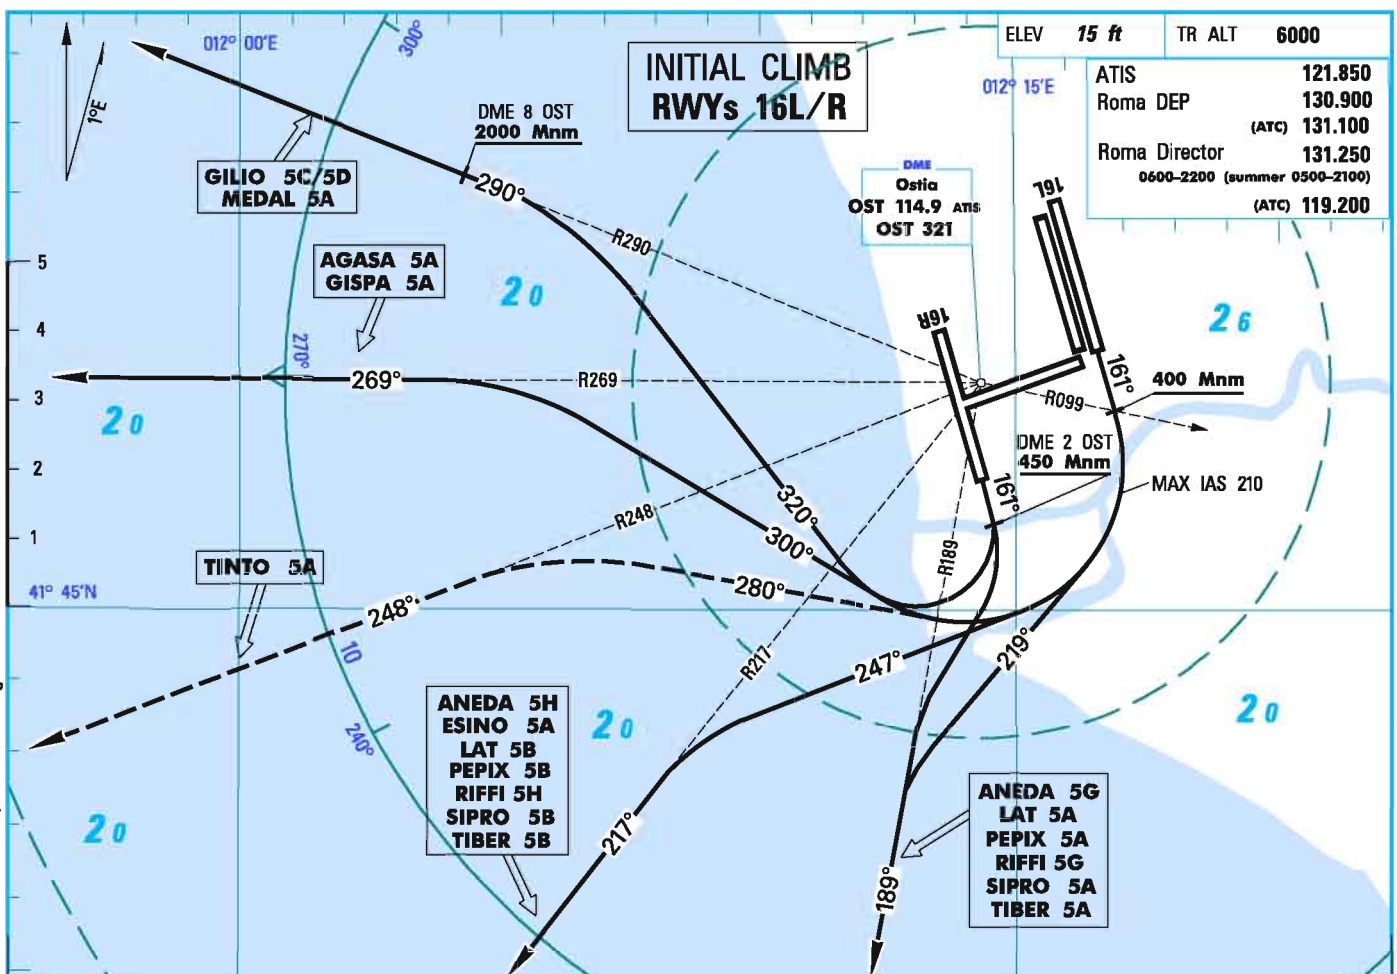 ELEV 15 ft
TR ALT 6000
012° 00'E
300°
INITIAL CLIMB
RWYs 16L/R
012° 15'E
ATIS 121.850
Roma DEP 130.900
(ATC) 131.100
Roma Director 131.250
0600–2200 (summer 0500–2100)
(ATC) 119.200
1°E
DME 8 OST
2000 Mnm
GILIO 5C/5D
MEDAL 5A
290°
DME
Ostia
OST 114.9 ATIS
OST 321
16L
R290
AGASA 5A
GISPA 5A
5
20
26
16R
4
270°
269°
R269
161°
400 Mnm
3
R099
20
DME 2 OST
450 Mnm
2
161°
MAX IAS 210
320°
R248
1
300°
R189
TINTO 5A
280°
41° 45'N
248°
219°
10
R217
247°
ANEDA 5H
ESINO 5A
LAT 5B
PEPIX 5B
RIFFI 5H
SIPRO 5B
TIBER 5B
240°
20
20
ANEDA 5G
LAT 5A
PEPIX 5A
RIFFI 5G
SIPRO 5A
TIBER 5A
20
217°
189°